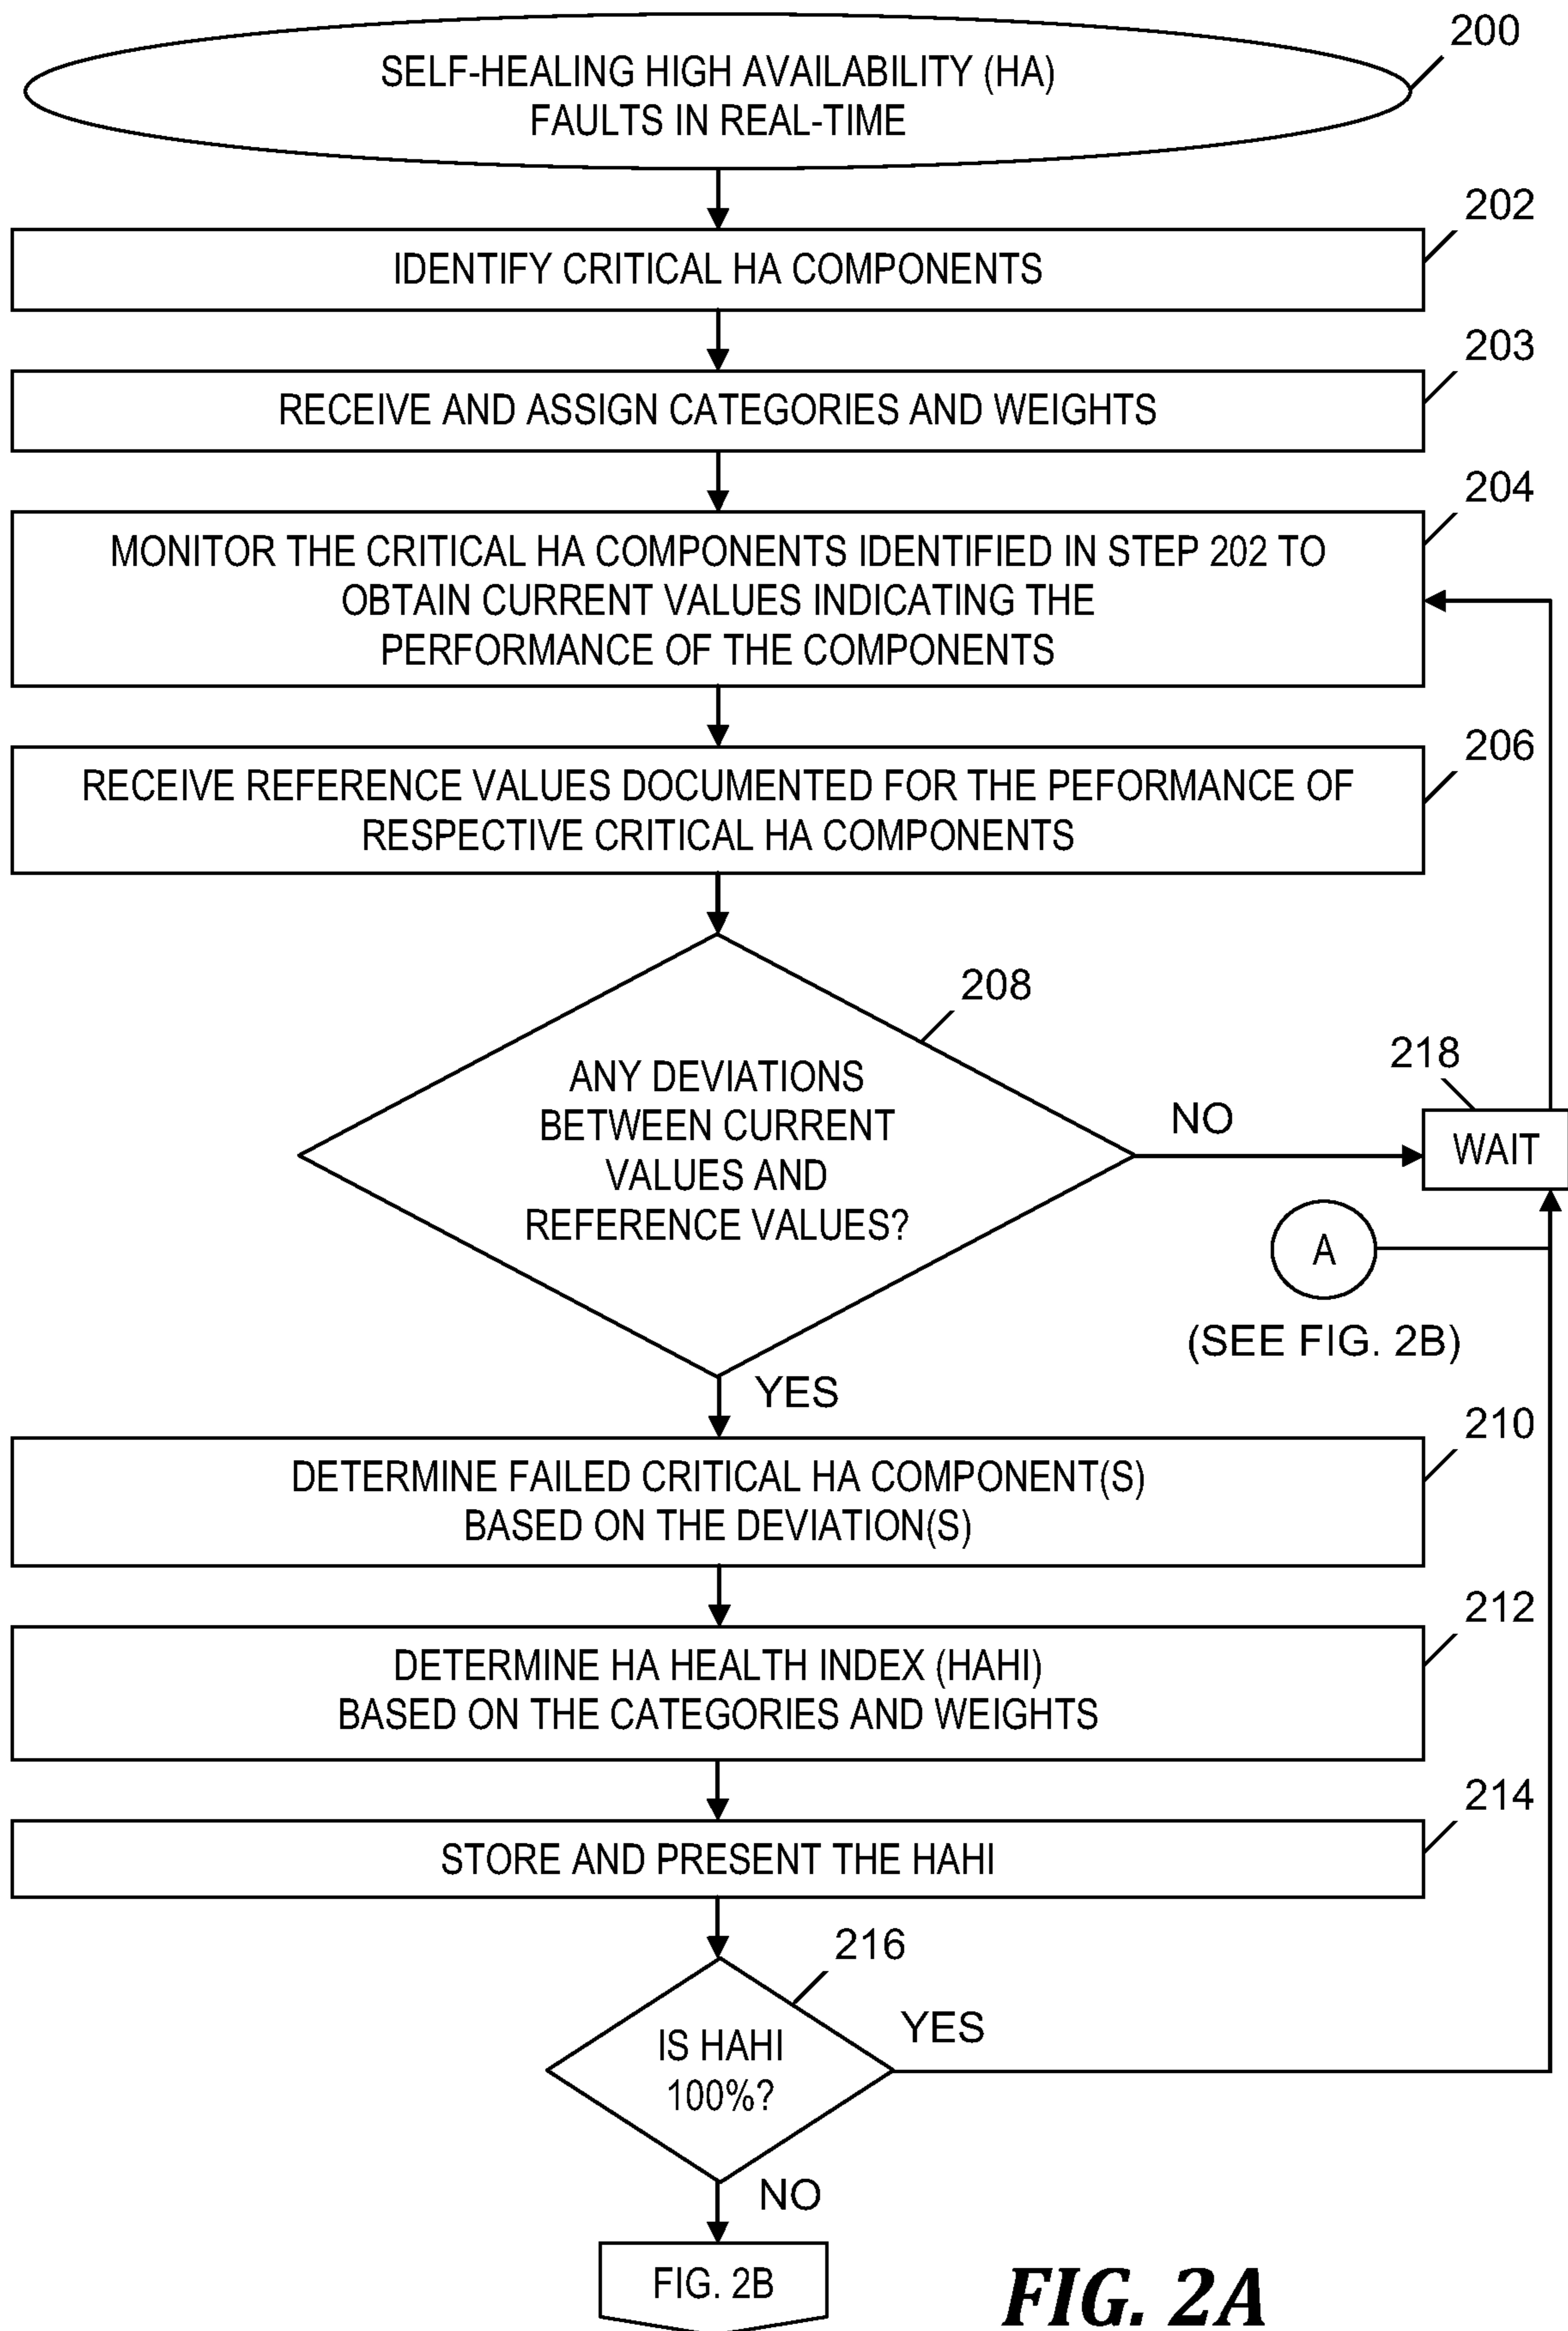 200
SELF-HEALING HIGH AVAILABILITY (HA)
FAULTS IN REAL-TIME
202
IDENTIFY CRITICAL HA COMPONENTS
203
RECEIVE AND ASSIGN CATEGORIES AND WEIGHTS
204
MONITOR THE CRITICAL HA COMPONENTS IDENTIFIED IN STEP 202 TO
OBTAIN CURRENT VALUES INDICATING THE
PERFORMANCE OF THE COMPONENTS
206
RECEIVE REFERENCE VALUES DOCUMENTED FOR THE PEFORMANCE OF
RESPECTIVE CRITICAL HA COMPONENTS
208
ANY DEVIATIONS
BETWEEN CURRENT
VALUES AND
REFERENCE VALUES?
NO
218
WAIT
A
(SEE FIG. 2B)
YES
210
DETERMINE FAILED CRITICAL HA COMPONENT(S)
BASED ON THE DEVIATION(S)
212
DETERMINE HA HEALTH INDEX (HAHI)
BASED ON THE CATEGORIES AND WEIGHTS
214
STORE AND PRESENT THE HAHI
216
IS HAHI
100%?
YES
NO
FIG. 2B
FIG. 2A